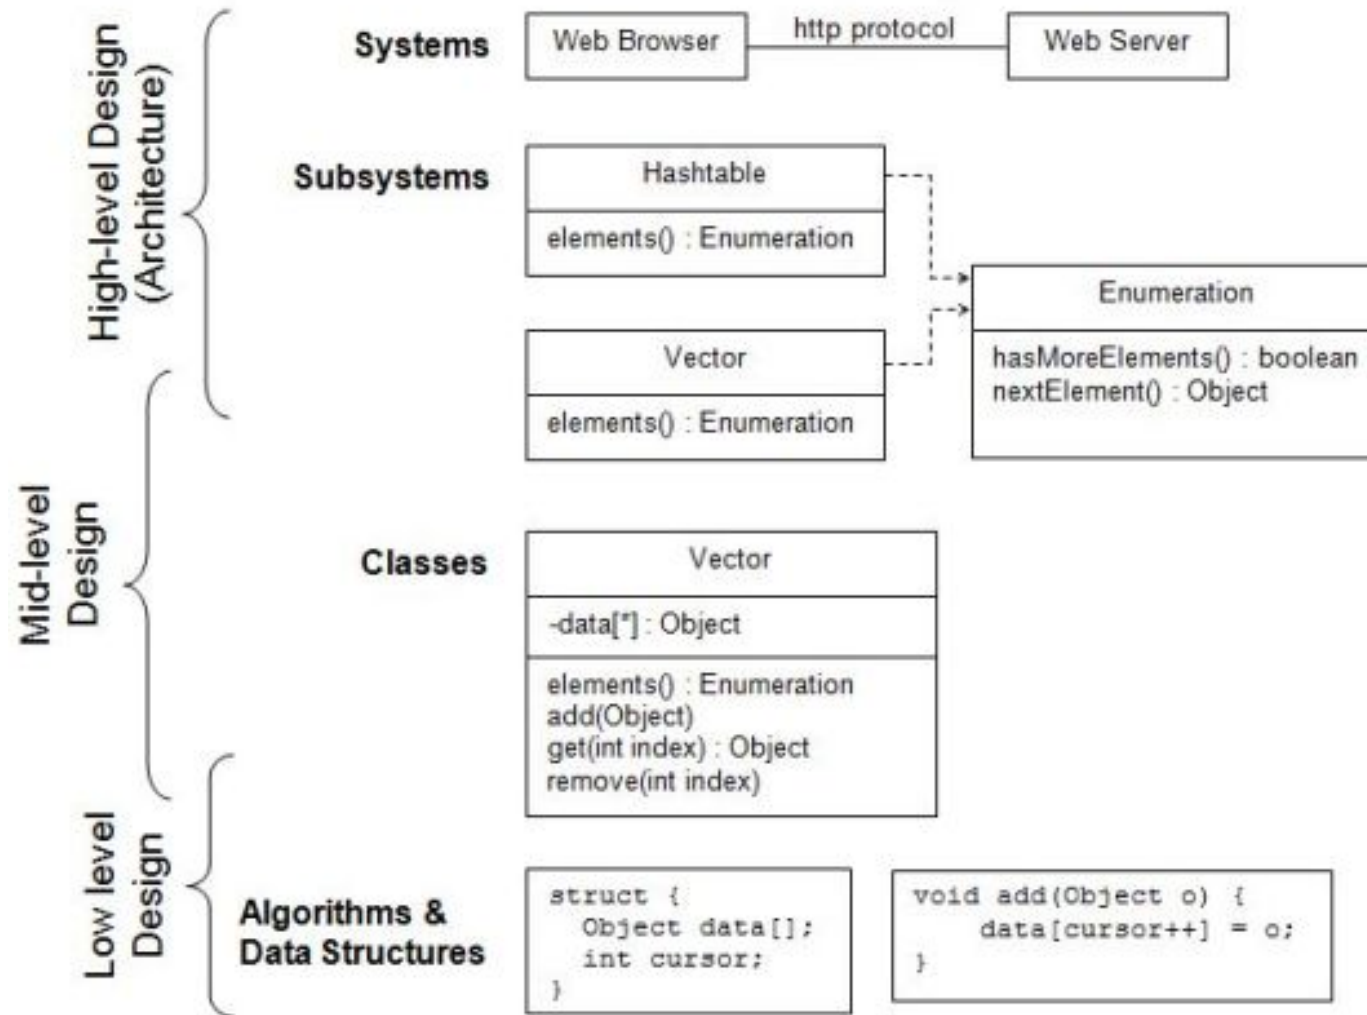 High-level Design
(Architecture)
Systems
Web Browser
http protocol
Web Server
Subsystems
Hashtable
elements() : Enumeration
Vector
elements() : Enumeration
Enumeration
hasMoreElements() : boolean
nextElement() : Object
Mid-level
Design
Classes
Vector
-data[*] : Object
elements() : Enumeration
add(Object)
get(int index) : Object
remove(int index)
Low level
Design
Algorithms &
Data Structures
struct {
Object data[];
int cursor;
}
void add(Object o) {
data[cursor++] = o;
}